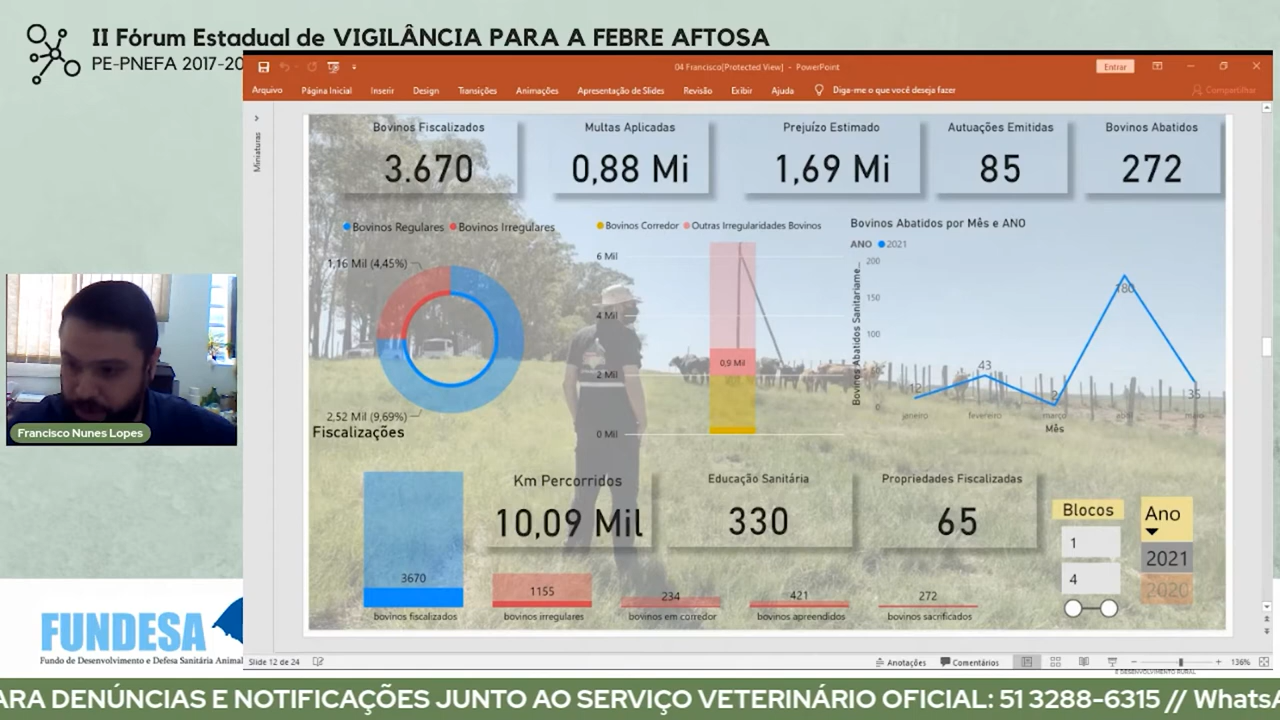 II Fórum Estadual de VIGILÂNCIA PARA A FEBRE AFTOSA
PE-PNEFA 2017-20
04 Francisco[Protected View] - PowerPoint
Entrar
Arquivo Página Inicial Inserir Design Transições Animações Apresentação de Slides Revisão Exibir Ajuda Diga-me o que você deseja fazer Compartilhar
Miniaturas
Bovinos Fiscalizados Multas Aplicadas Prejuízo Estimado Autuações Emitidas Bovinos Abatidos
3.670 0,88 Mi 1,69 Mi 85 272
Bovinos Regulares Bovinos Irregulares
1,16 Mil (4,45%)
2,52 Mil (9,69%)
Bovinos Corredor Outras Irregularidades Bovinos
6 Mil
4 Mil
2 Mil
0 Mil
0,9 Mil
Bovinos Abatidos por Mês e ANO
ANO 2021
Bovinos Abatidos Sanitariame...
200
150
100
0
12
43
2
180
35
janeiro fevereiro março abril maio
Mês
Fiscalizações
3670
bovinos fiscalizados
1155
bovinos irregulares
234
bovinos em corredor
421
bovinos apreendidos
272
bovinos sacrificados
Km Percorridos
10,09 Mil
Educação Sanitária
330
Propriedades Fiscalizadas
65
Blocos
1
4
Ano
2021
2020
Francisco Nunes Lopes
FUNDESA
Fundo de Desenvolvimento e Defesa Sanitária Animal
Slide 12 de 24
Anotações Comentários
136%
E DESENVOLVIMENTO RURAL
ARA DENÚNCIAS E NOTIFICAÇÕES JUNTO AO SERVIÇO VETERINÁRIO OFICIAL: 51 3288-6315 // WhatsA